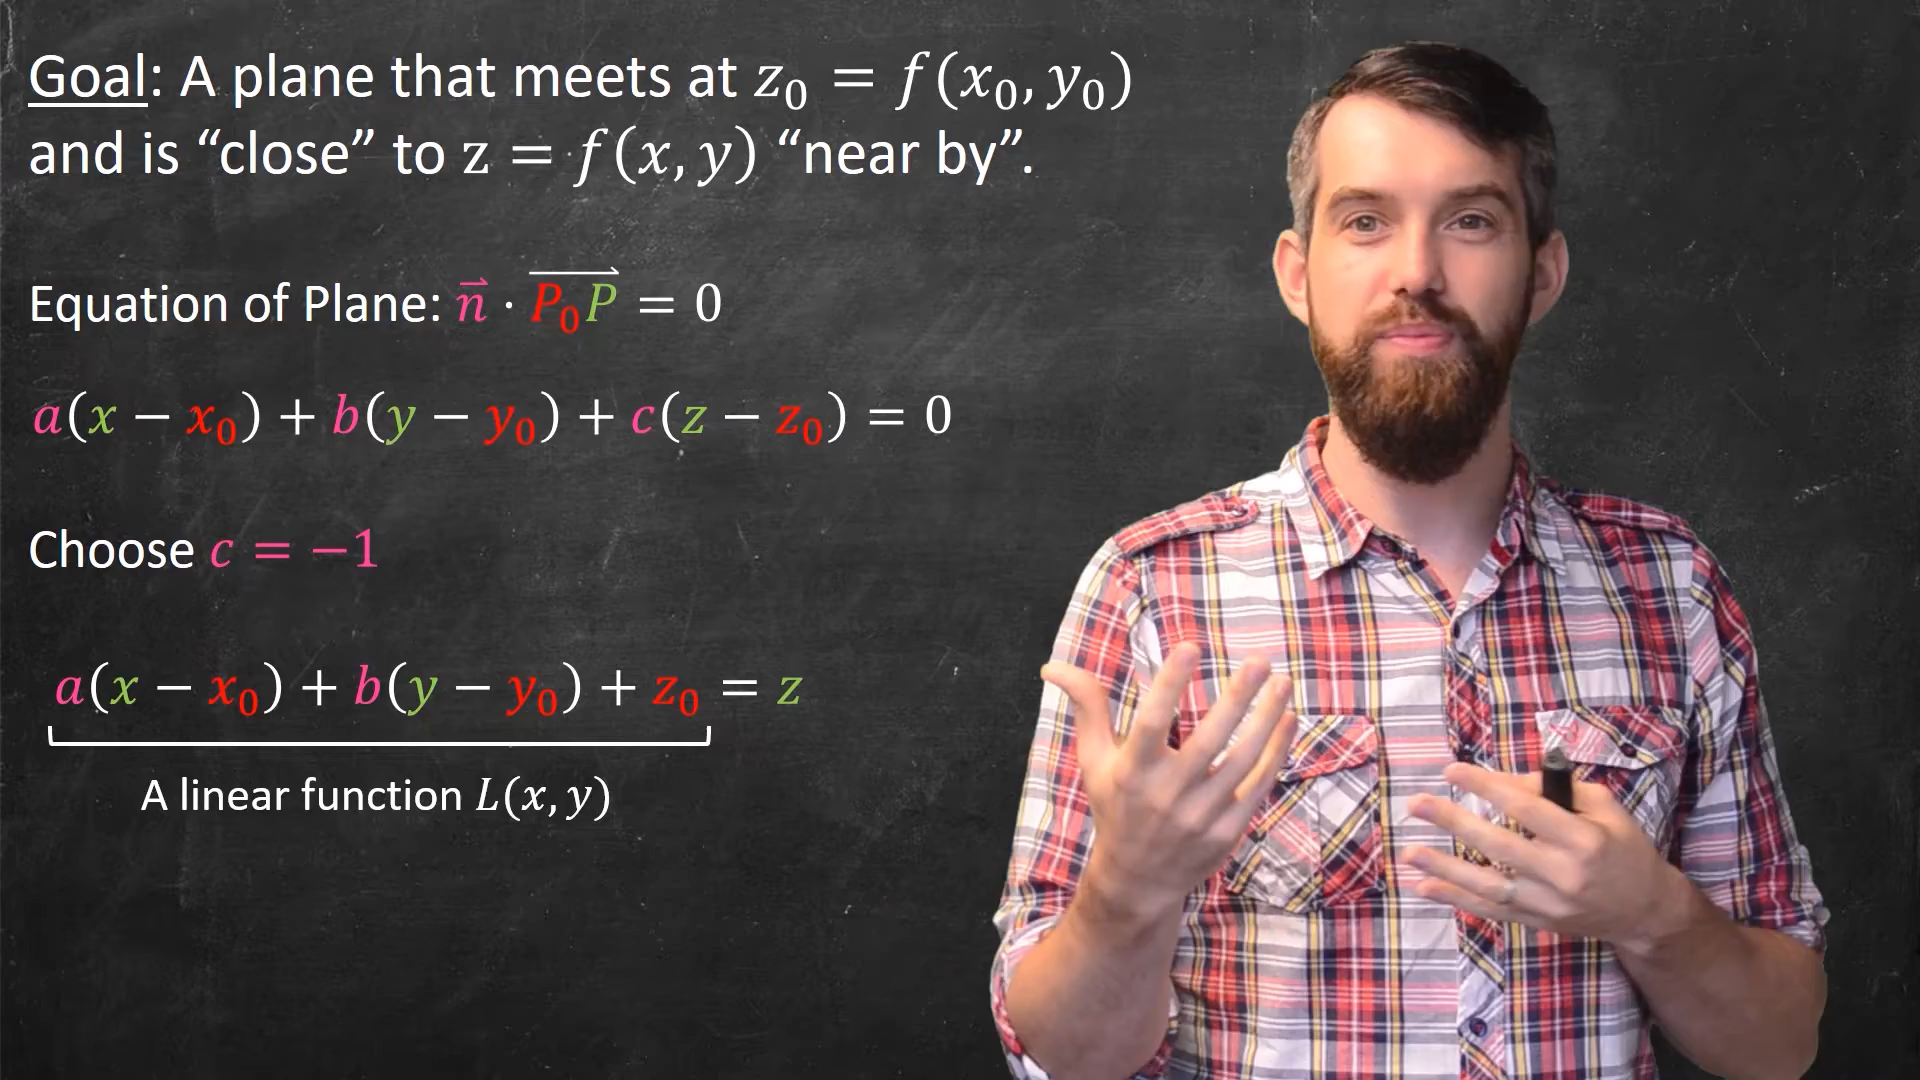 Goal: A plane that meets at z₀ = f(x₀, y₀)
and is “close” to z = f(x, y) “near by”.
Equation of Plane: n⃗ · P₀P⃗ = 0
a(x − x₀) + b(y − y₀) + c(z − z₀) = 0
Choose c = −1
a(x − x₀) + b(y − y₀) + z₀ = z
A linear function L(x, y)